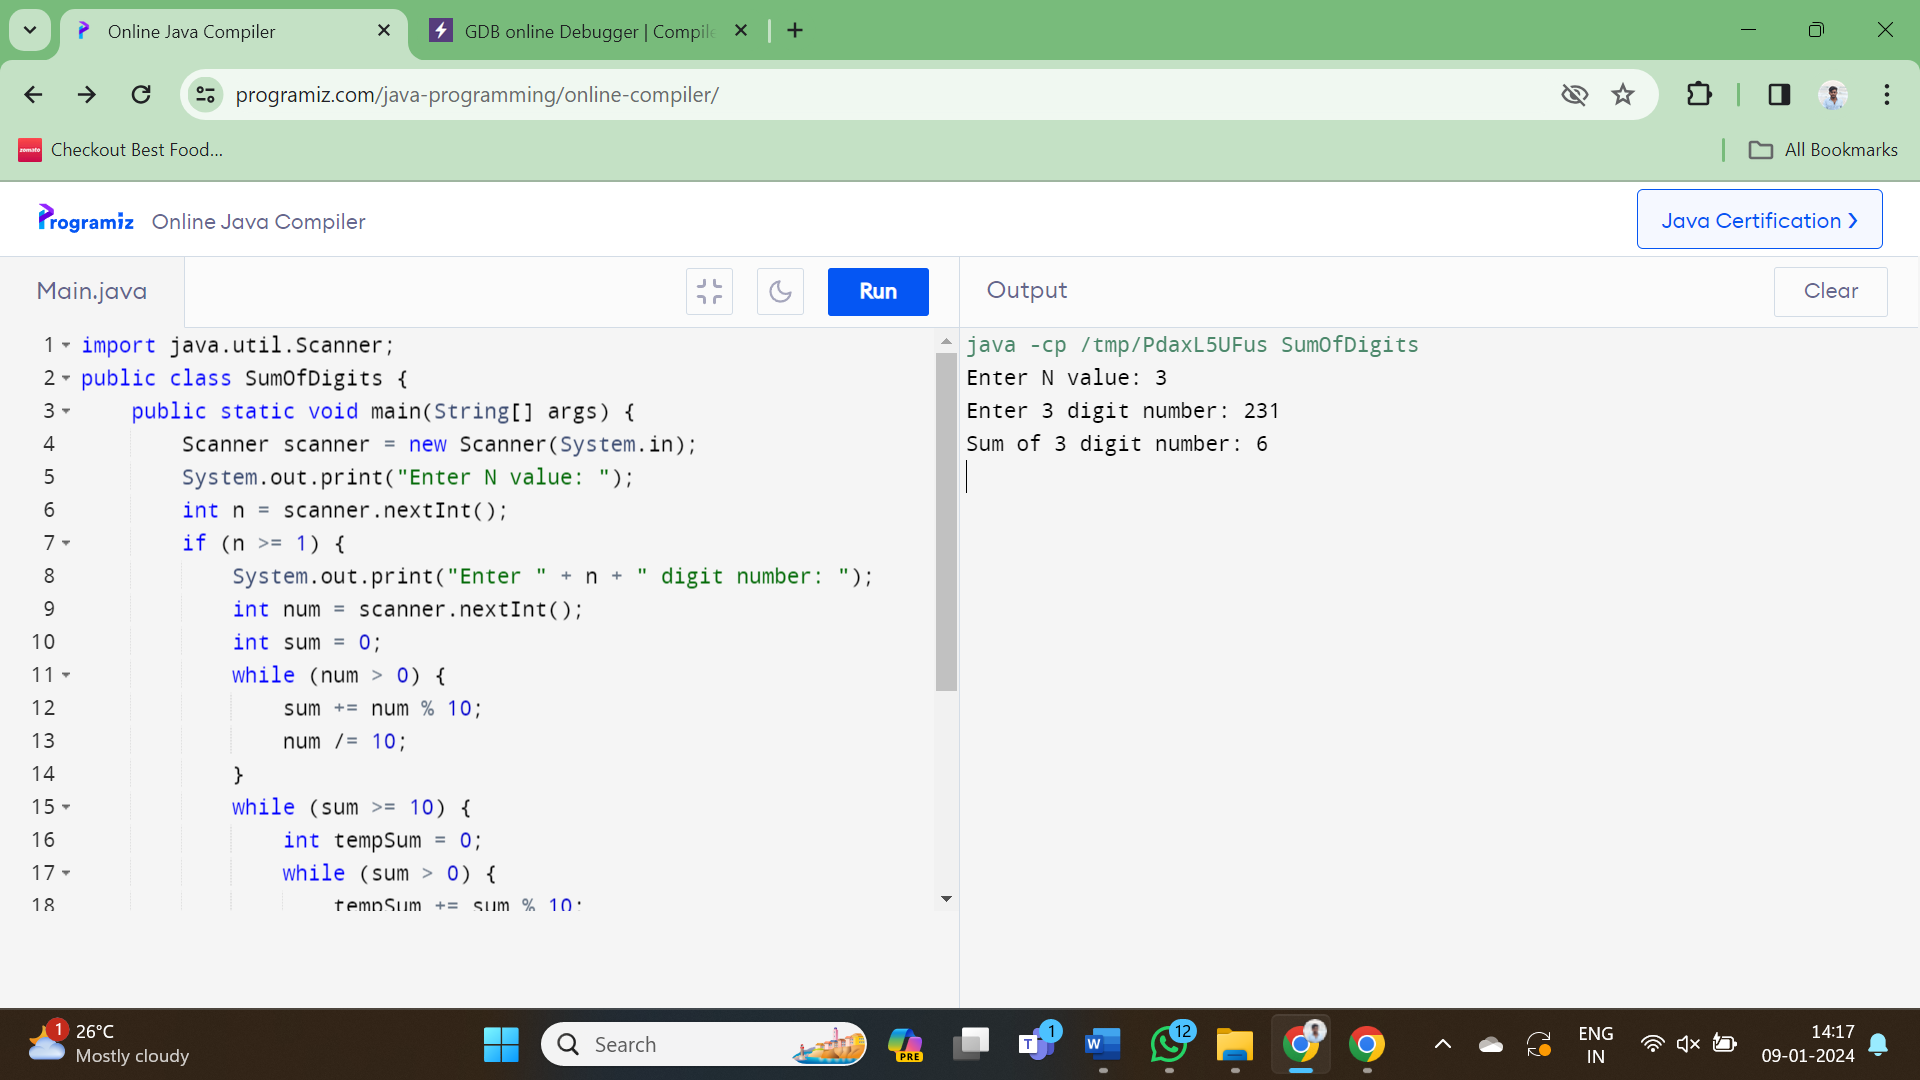 Online Java Compiler
GDB online Debugger | Compile
programiz.com/java-programming/online-compiler/
zomato
Checkout Best Food...
All Bookmarks
Programiz
Online Java Compiler
Java Certification ❯
Main.java
Run
Output
Clear
1 import java.util.Scanner;
2 public class SumOfDigits {
3 public static void main(String[] args) {
4 Scanner scanner = new Scanner(System.in);
5 System.out.print("Enter N value: ");
6 int n = scanner.nextInt();
7 if (n >= 1) {
8 System.out.print("Enter " + n + " digit number: ");
9 int num = scanner.nextInt();
10 int sum = 0;
11 while (num > 0) {
12 sum += num % 10;
13 num /= 10;
14 }
15 while (sum >= 10) {
16 int tempSum = 0;
17 while (sum > 0) {
18 tempSum += sum % 10;
java -cp /tmp/PdaxL5UFus SumOfDigits
Enter N value: 3
Enter 3 digit number: 231
Sum of 3 digit number: 6
1
26°C
Mostly cloudy
Search
PRE
T
1
W
12
ENG
IN
14:17
09-01-2024